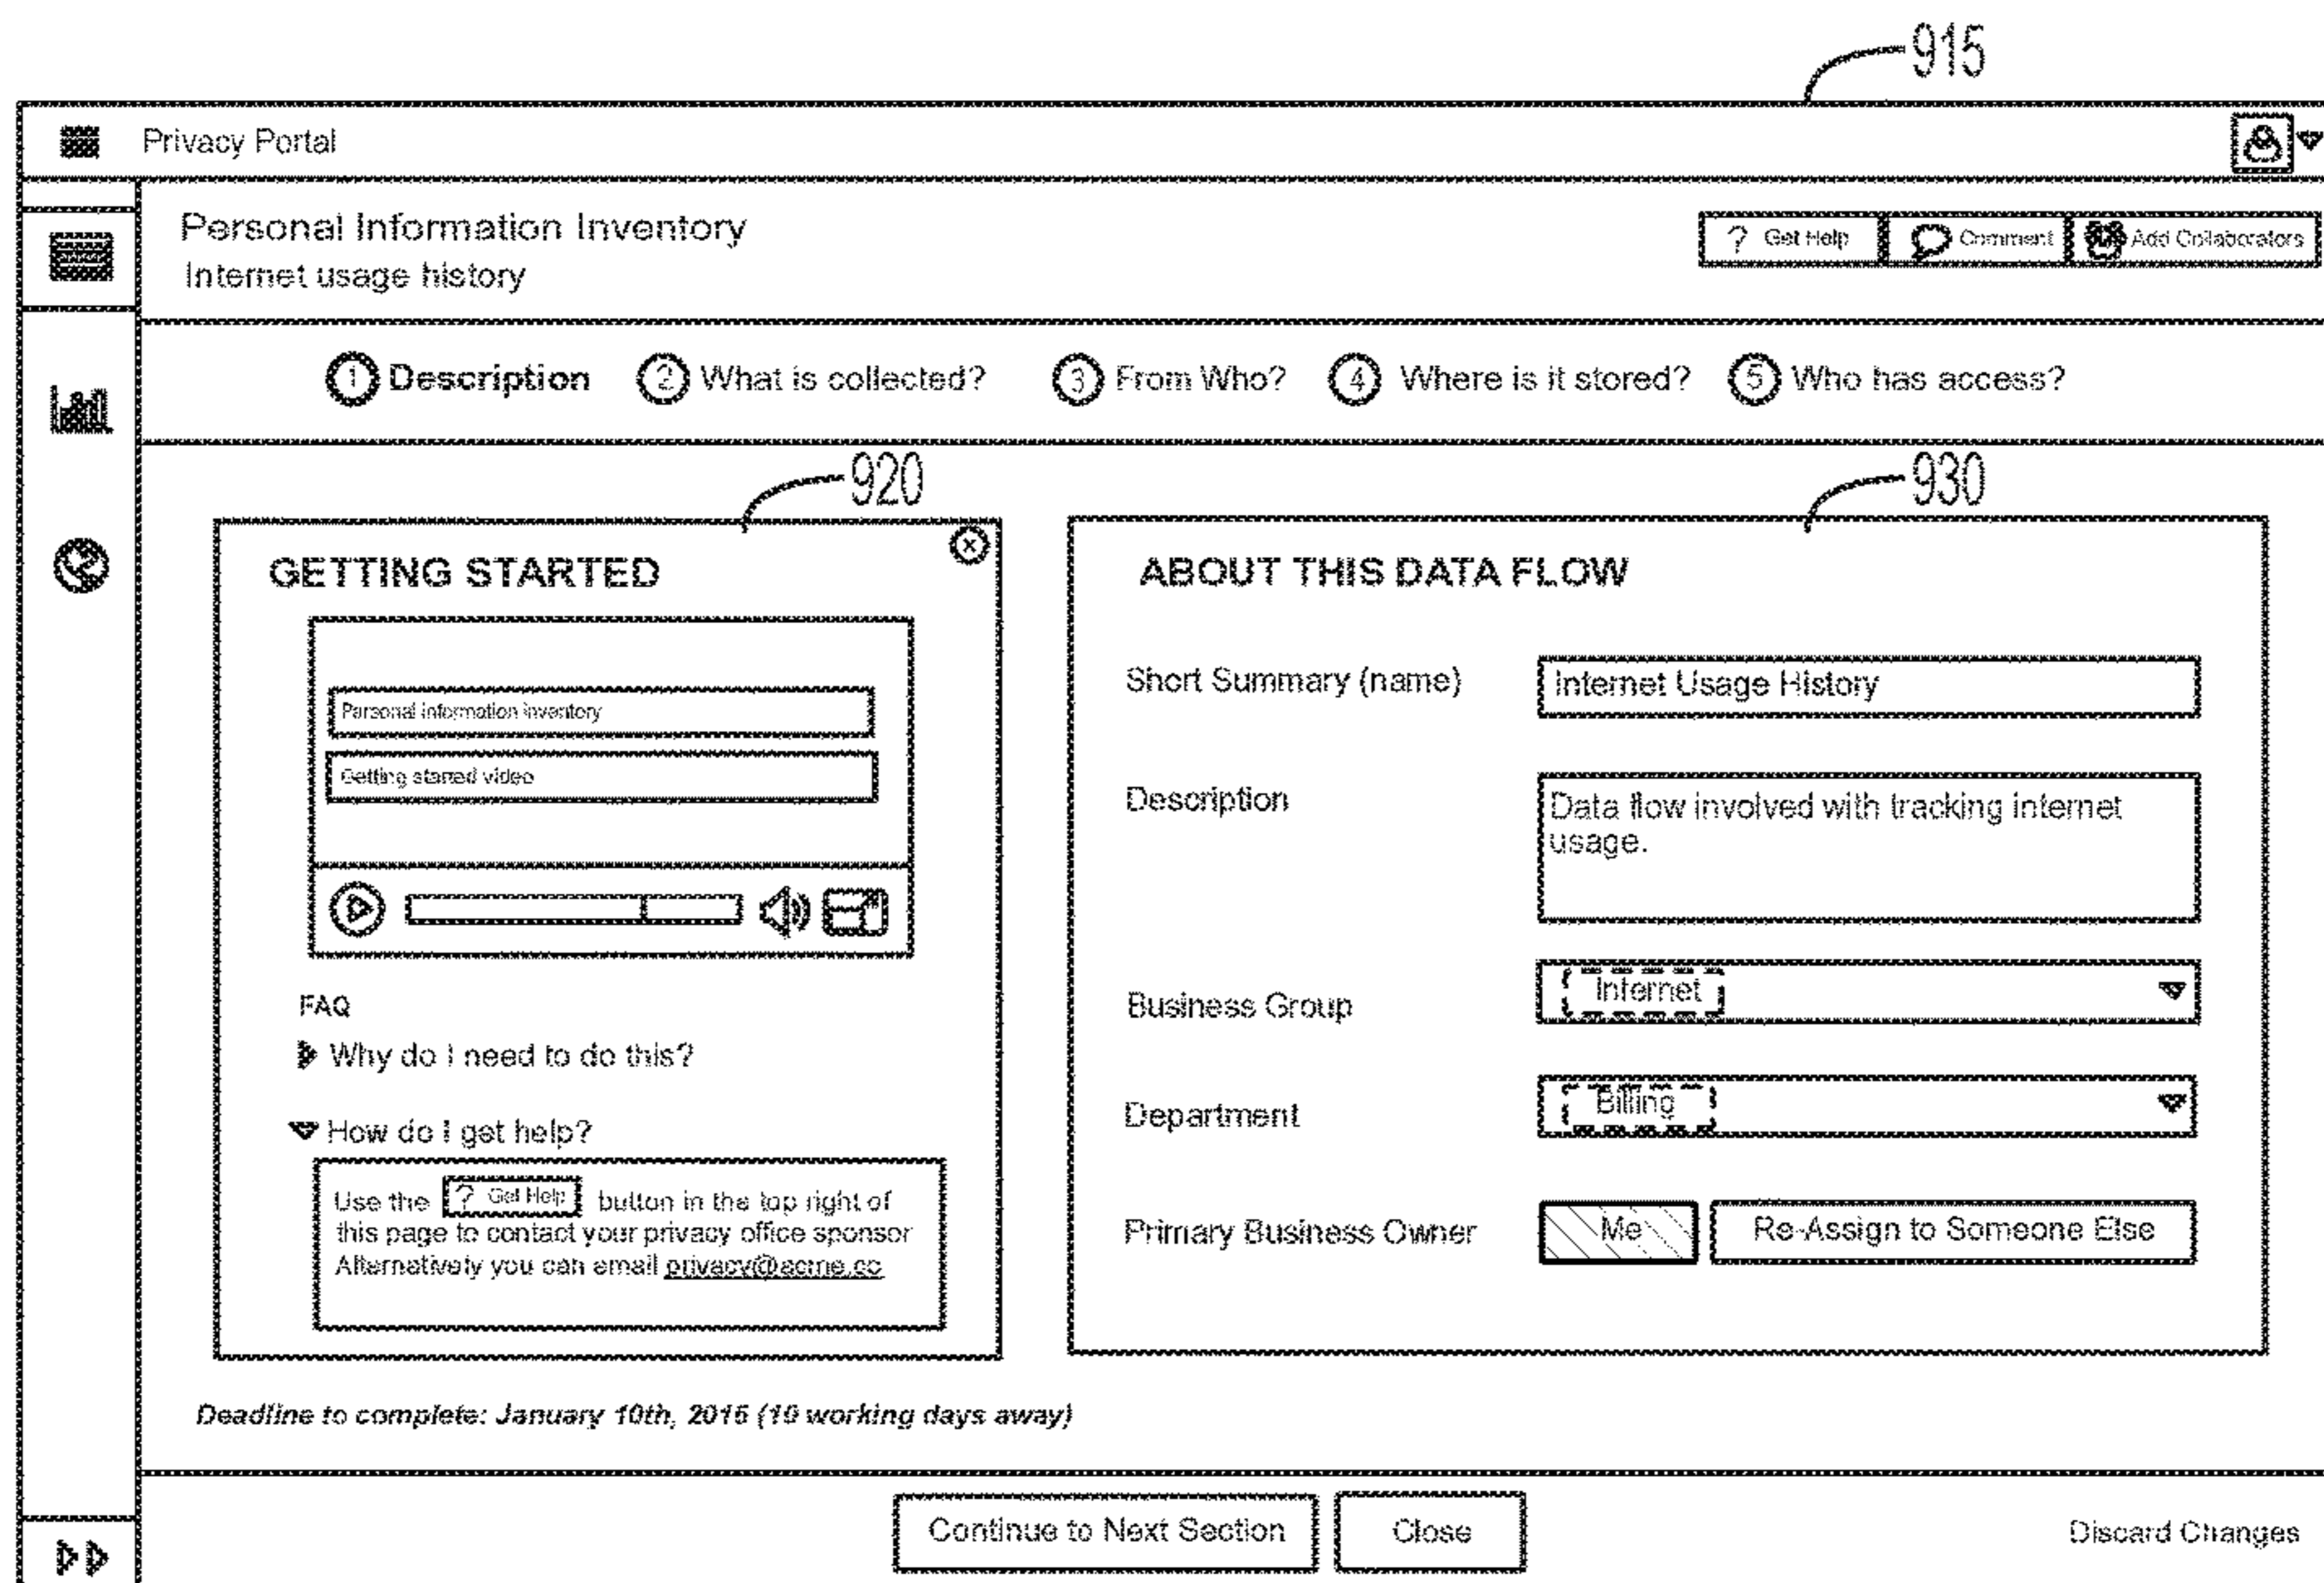 915
Privacy Portal
Personal Information Inventory
Internet usage history
? Get Help Comment Add Collaborators
1 Description 2 What is collected? 3 From Who? 4 Where is it stored? 5 Who has access?
920
930
GETTING STARTED
Personal information inventory
Getting started video
FAQ
Why do I need to do this?
How do I get help?
Use the ? Get Help button in the top right of
this page to contact your privacy office sponsor
Alternatively you can email privacy@acme.co
ABOUT THIS DATA FLOW
Short Summary (name) Internet Usage History
Description Data flow involved with tracking internet
usage.
Business Group Internet
Department Billing
Primary Business Owner Me Re-Assign to Someone Else
Deadline to complete: January 10th, (10 working days away)
Continue to Next Section Close Discard Changes